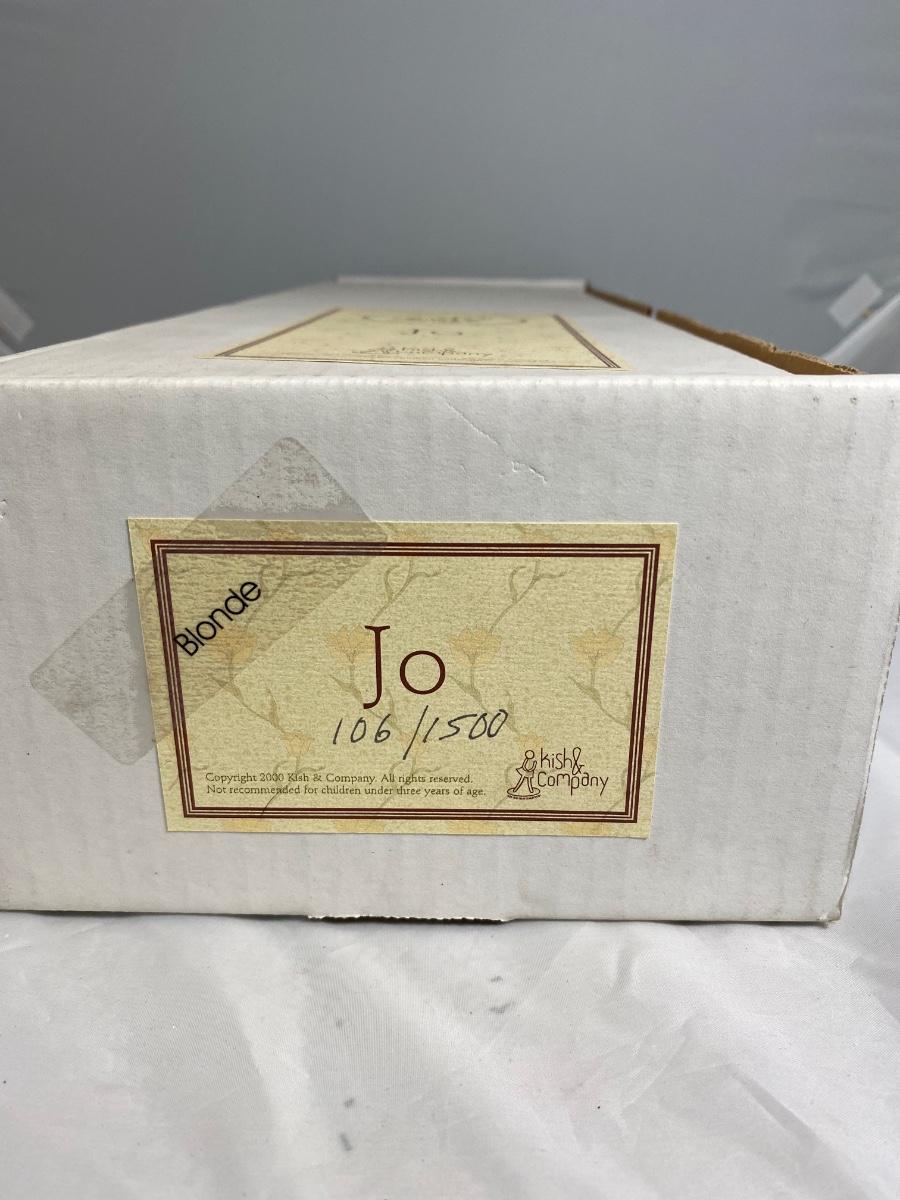 Jo
Blonde
Jo
106/1500
Copyright 2000 Kish & Company. All rights reserved.
Not recommended for children under three years of age.
kish&
Company